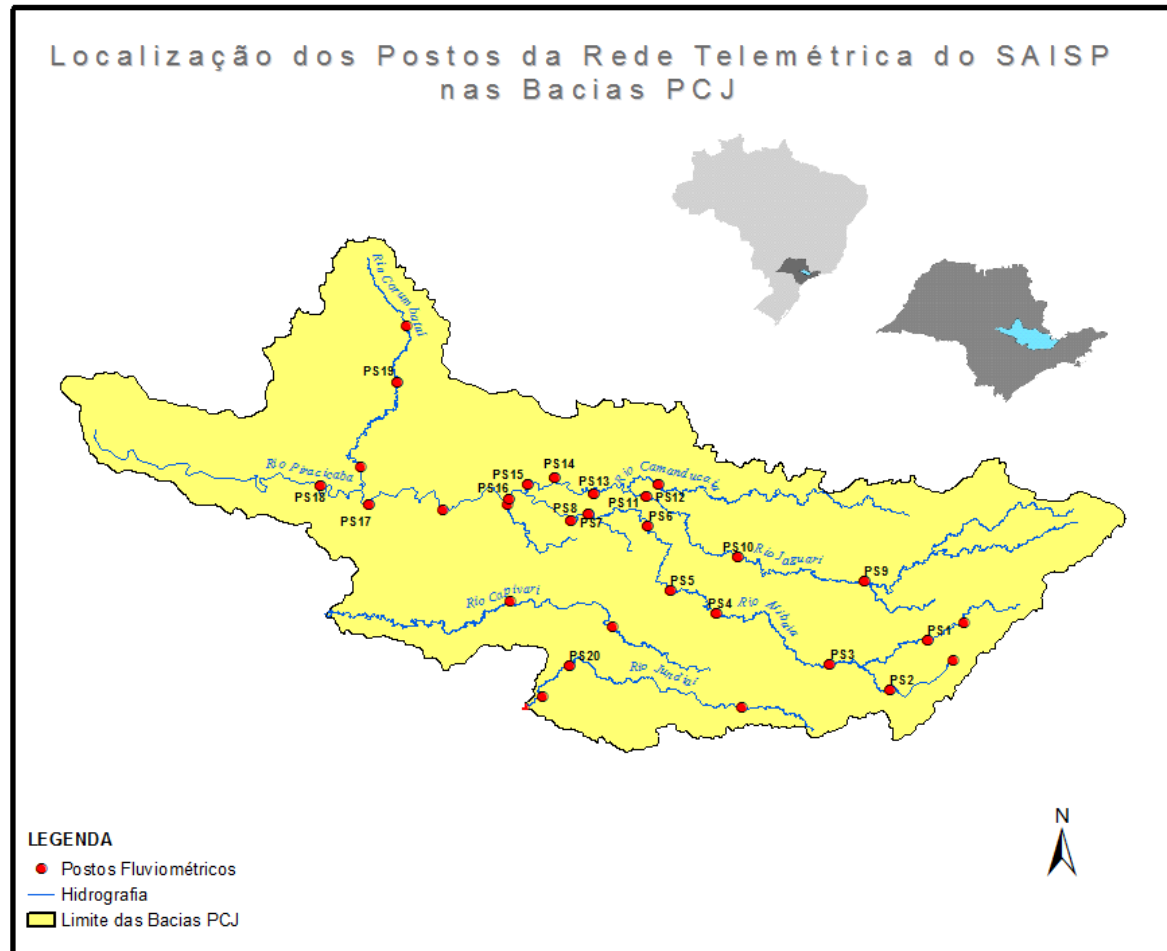 Localização dos Postos da Rede Telemétrica do SAISP
nas Bacias PCJ
Rio Corumbataí
PS19
Rio Piracicaba
PS18
PS17
PS15
PS14
PS16
PS13
Rio Camanducaia
PS11
PS12
PS8
PS7
PS6
PS10
Rio Jaguari
PS9
PS5
PS4
Rio Atibaia
Rio Capivari
PS1
PS3
PS2
PS20
Rio Jundiaí
N
LEGENDA
Postos Fluviométricos
Hidrografia
Limite das Bacias PCJ